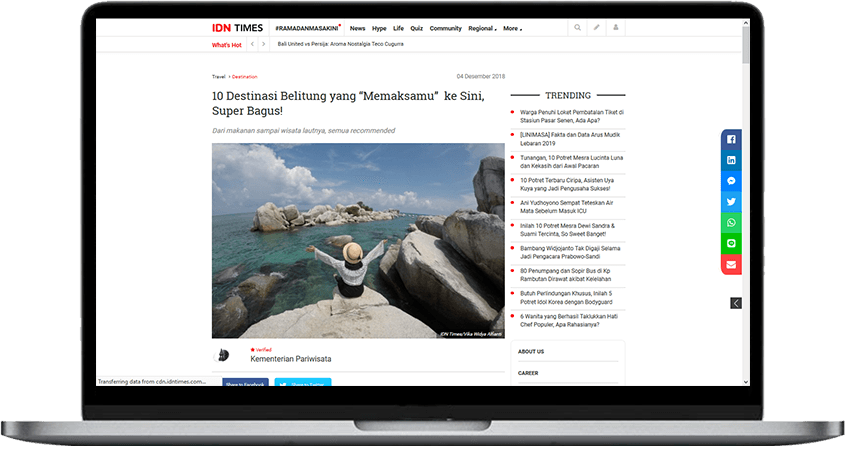 IDN TIMES
#RAMADANMASAKINI
News
Hype
Life
Quiz
Community
Regional
More
What's Hot
Bali United vs Persija: Aroma Nostalgia Teco Cugurra
Travel
Destination
04 Desember 2018
10 Destinasi Belitung yang “Memaksamu” ke Sini,
Super Bagus!
Dari makanan sampai wisata lautnya, semua recommended
IDN Times/Vika Widya Alfianti
Verified
Kementerian Pariwisata
Share to Facebook
Share to Twitter
Transferring data from cdn.idntimes.com...
TRENDING
Warga Penuhi Loket Pembatalan Tiket di
Stasiun Pasar Senen, Ada Apa?
[LINIMASA] Fakta dan Data Arus Mudik
Lebaran 2019
Tunangan, 10 Potret Mesra Lucinta Luna
dan Kekasih dari Awal Pacaran
10 Potret Terbaru Ciripa, Asisten Uya
Kuya yang Jadi Pengusaha Sukses!
Ani Yudhoyono Sempat Teteskan Air
Mata Sebelum Masuk ICU
Inilah 10 Potret Mesra Dewi Sandra &
Suami Tercinta, So Sweet Banget!
Bambang Widjojanto Tak Digaji Selama
Jadi Pengacara Prabowo-Sandi
80 Penumpang dan Sopir Bus di Kp
Rambutan Dirawat akibat Kelelahan
Butuh Perlindungan Khusus, Inilah 5
Potret Idol Korea dengan Bodyguard
6 Wanita yang Berhasil Taklukkan Hati
Chef Populer, Apa Rahasianya?
ABOUT US
CAREER